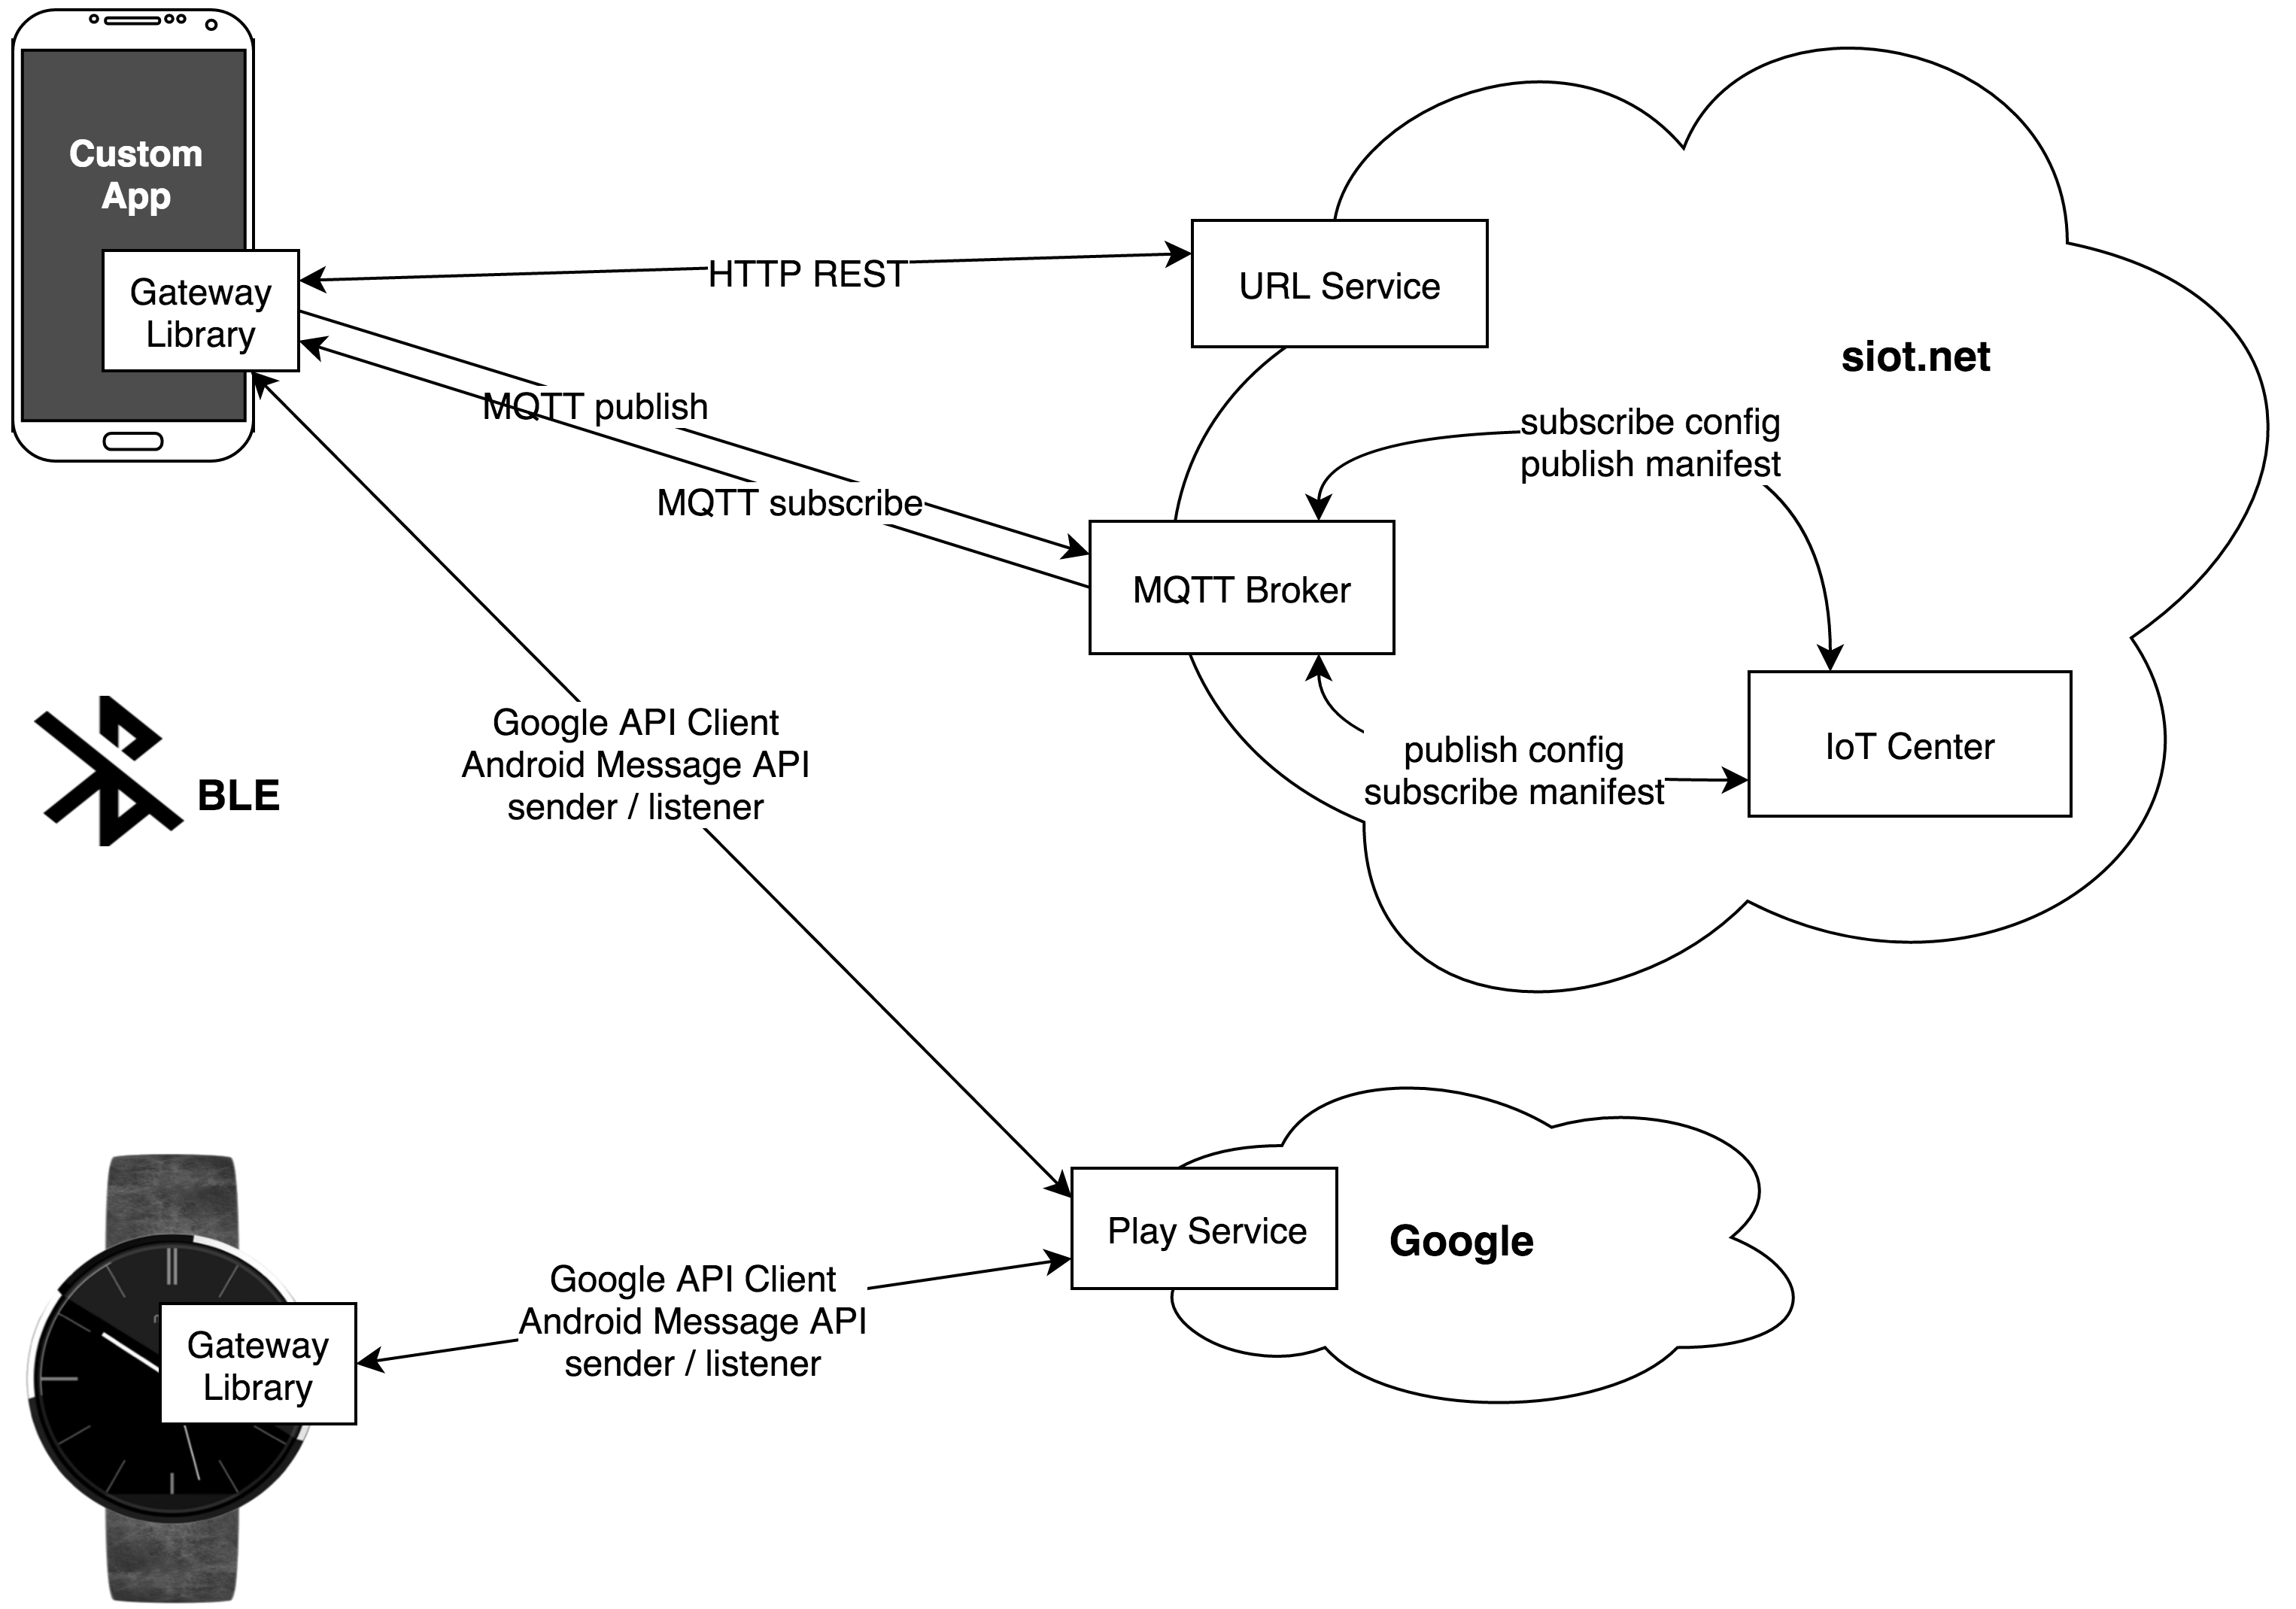 Custom
App
Gateway
Library
HTTP REST
URL Service
siot.net
MQTT publish
MQTT subscribe
subscribe config
publish manifest
MQTT Broker
IoT Center
publish config
subscribe manifest
Google API Client
Android Message API
sender / listener
BLE
Play Service
Google
Google API Client
Android Message API
sender / listener
Gateway
Library